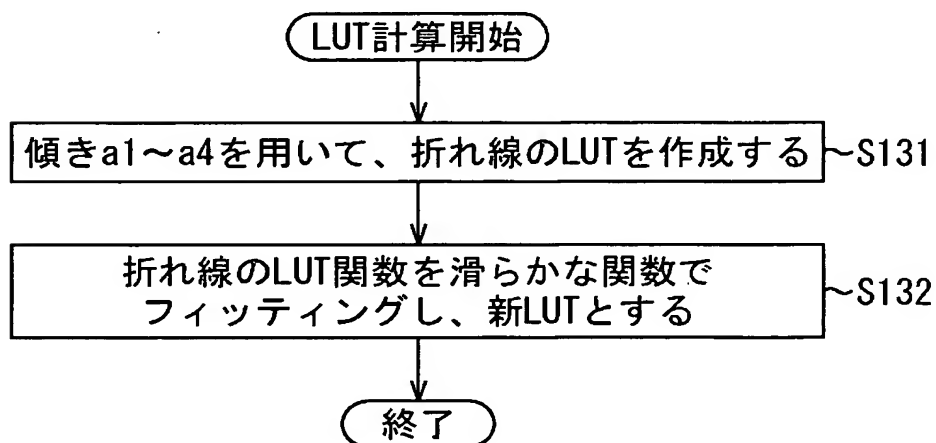 LUT計算開始
傾きa1～a4を用いて、折れ線のLUTを作成する
～S131
折れ線のLUT関数を滑らかな関数で
フィッティングし、新LUTとする
～S132
終了